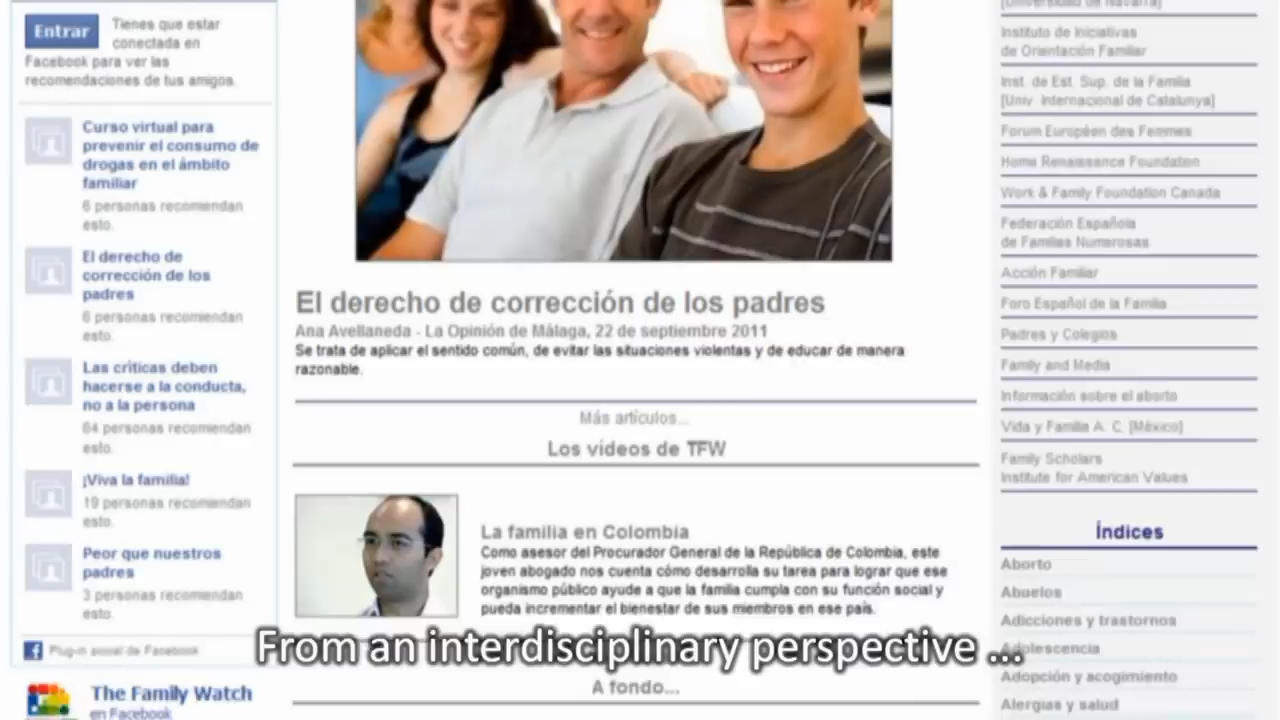 Entrar
Tienes que estar
conectada en
Facebook para ver las
recomendaciones de tus amigos.
Curso virtual para
prevenir el consumo de
drogas en el ámbito
familiar
6 personas recomiendan
esto.
El derecho de
corrección de los
padres
6 personas recomiendan
esto.
Las críticas deben
hacerse a la conducta,
no a la persona
64 personas recomiendan
esto.
¡Viva la familia!
19 personas recomiendan
esto.
Peor que nuestros
padres
3 personas recomiendan
esto.
Plug-in social de Facebook
The Family Watch
en Facebook
El derecho de corrección de los padres
Ana Avellaneda - La Opinión de Málaga, 22 de septiembre 2011
Se trata de aplicar el sentido común, de evitar las situaciones violentas y de educar de manera
razonable.
Más artículos...
Los vídeos de TFW
La familia en Colombia
Como asesor del Procurador General de la República de Colombia, este
joven abogado nos cuenta cómo desarrolla su tarea para lograr que ese
organismo público ayude a que la familia cumpla con su función social y
pueda incrementar el bienestar de sus miembros en ese país.
From an interdisciplinary perspective ...
A fondo...
[Universidad de Navarra]
Instituto de Iniciativas
de Orientación Familiar
Inst. de Est. Sup. de la Familia
[Univ. Internacional de Catalunya]
Forum Européen des Femmes
Home Renaissance Foundation
Work & Family Foundation Canada
Federación Española
de Familias Numerosas
Acción Familiar
Foro Español de la Familia
Padres y Colegios
Family and Media
Información sobre el aborto
Vida y Familia A. C. [México]
Family Scholars
Institute for American Values
Índices
Aborto
Abuelos
Adicciones y trastornos
Adolescencia
Adopción y acogimiento
Alergias y salud